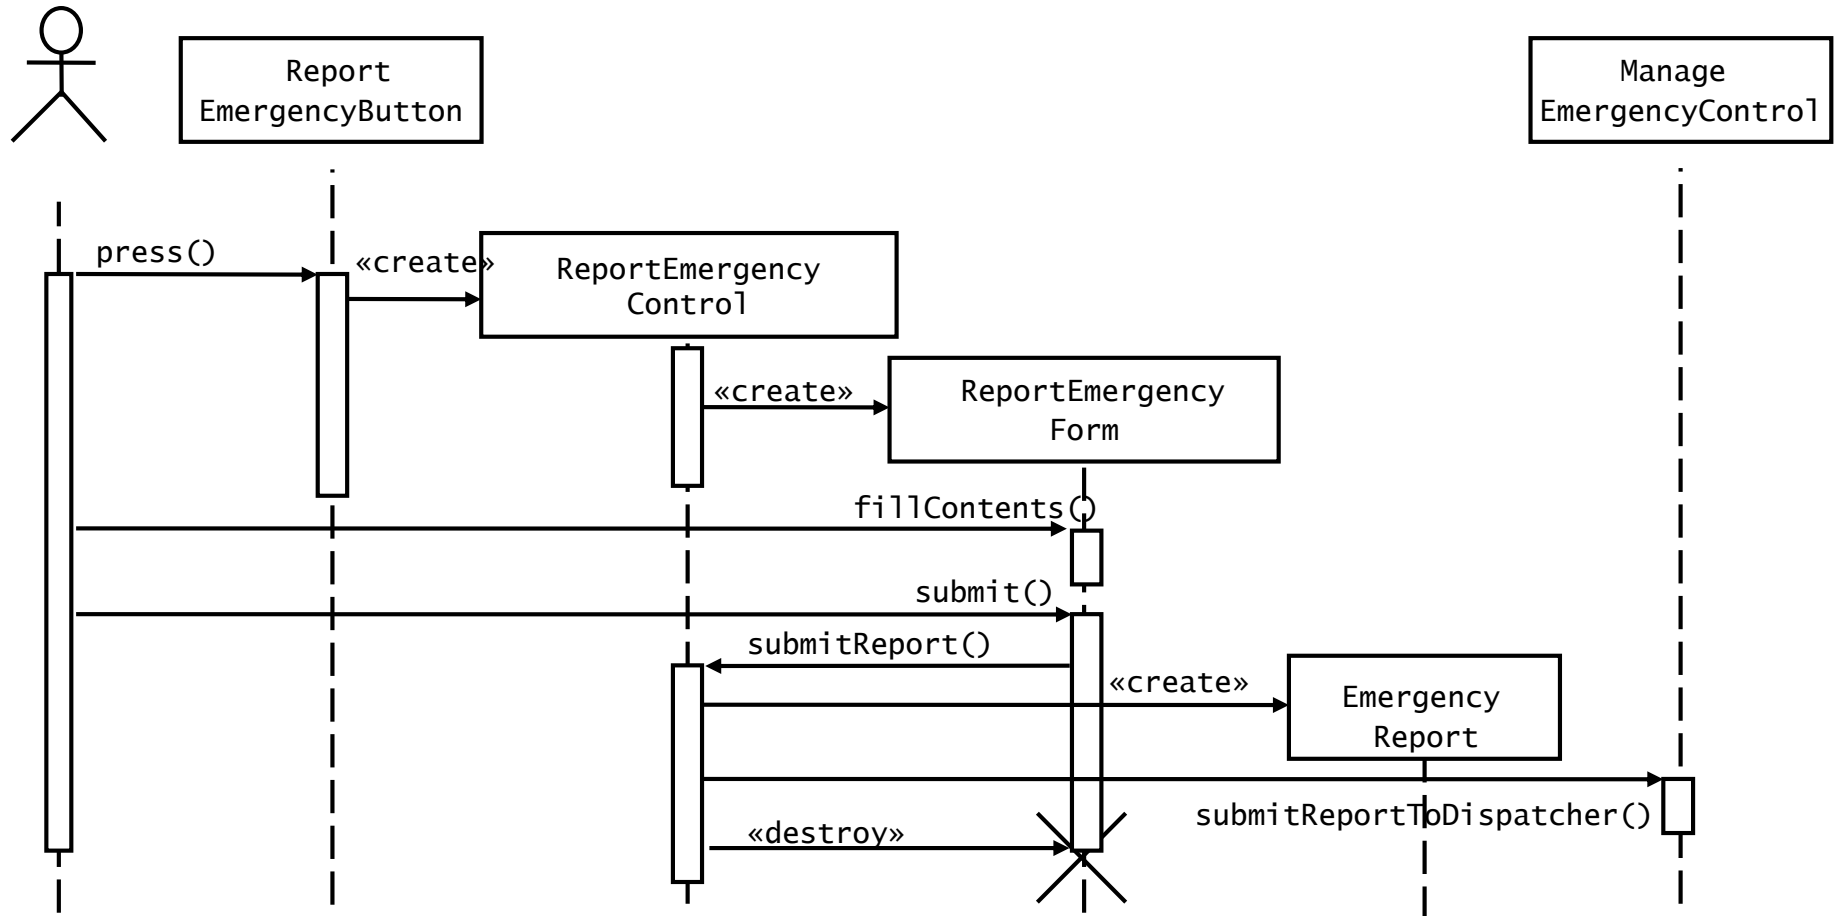 Report
EmergencyButton
Manage
EmergencyControl
press()
«create»
ReportEmergency
Control
«create»
ReportEmergency
Form
fillContents()
submit()
submitReport()
«create»
Emergency
Report
submitReportToDispatcher()
«destroy»